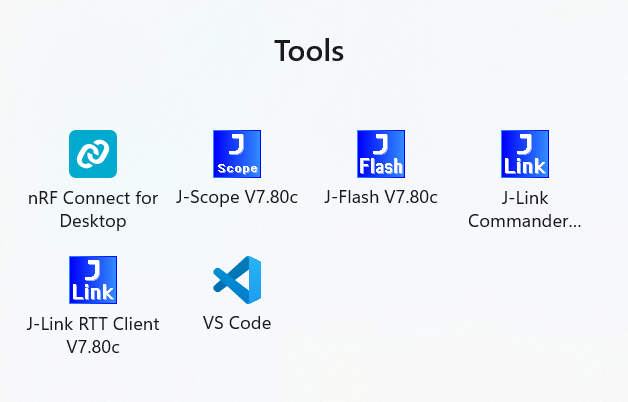 Tools
J
Scope
J
Flash
J
Link
nRF Connect for
Desktop
J-Scope V7.80c
J-Flash V7.80c
J-Link
Commander...
J
Link
J-Link RTT Client
V7.80c
VS Code